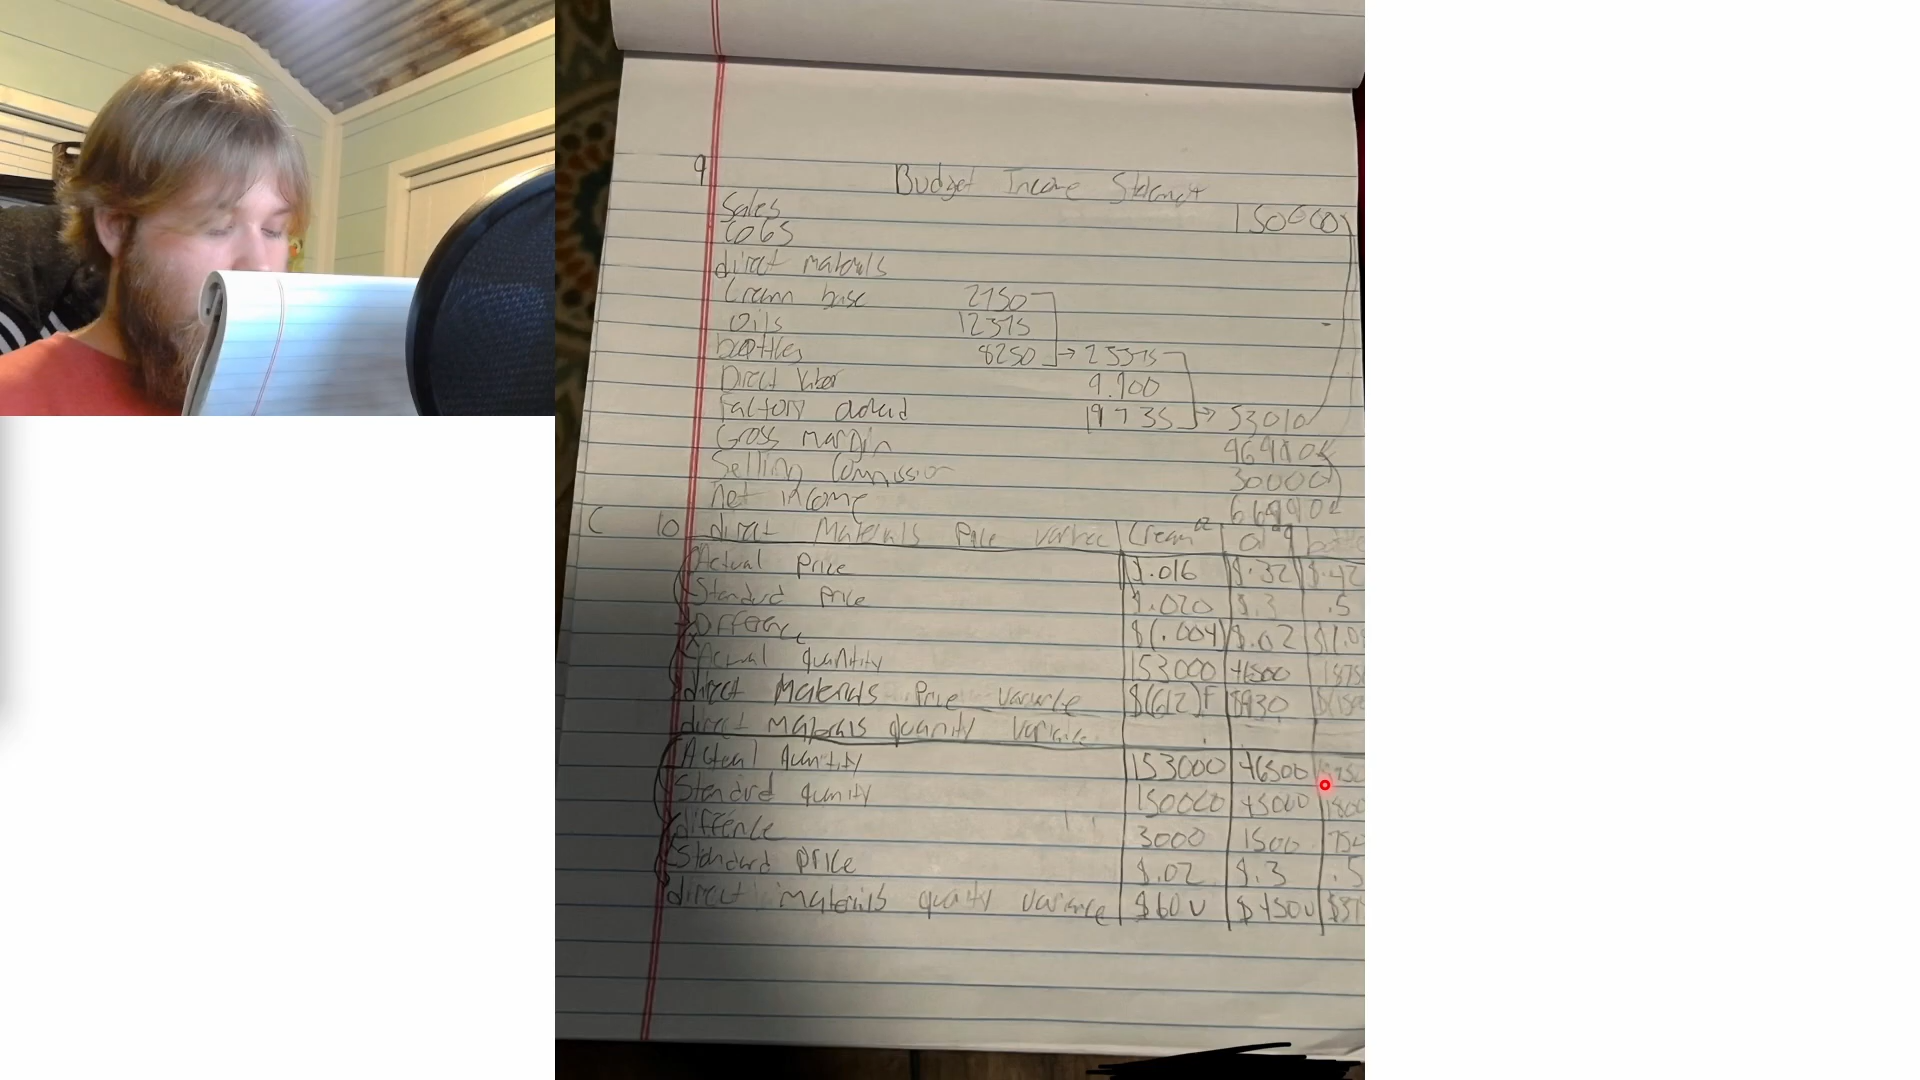 9 Budget Income Statement
Sales 150000
COGS
direct materials
Cream base 2750
Oils 12375
bottles 8250 → 23375
Direct labor 9,900
Factory 19735 → 53010
Gross margin 96990
Selling Commission 30000
net income 66990
C 10 direct Materials Price Cream oil
Actual Price $.016 $.32 $.42
Standard Price $.020 $.3 .5
Difference $(.004) $.02
Actual quantity 153000 46500
direct Materials Price variance $(612)F $930
direct Materials quantity variance
Actual quantity 153000 46500
Standard quantity 150000 45000
difference 3000 1500 750
Standard price $.02 $.3 .5
direct materials quantity variance $60 U $450 U